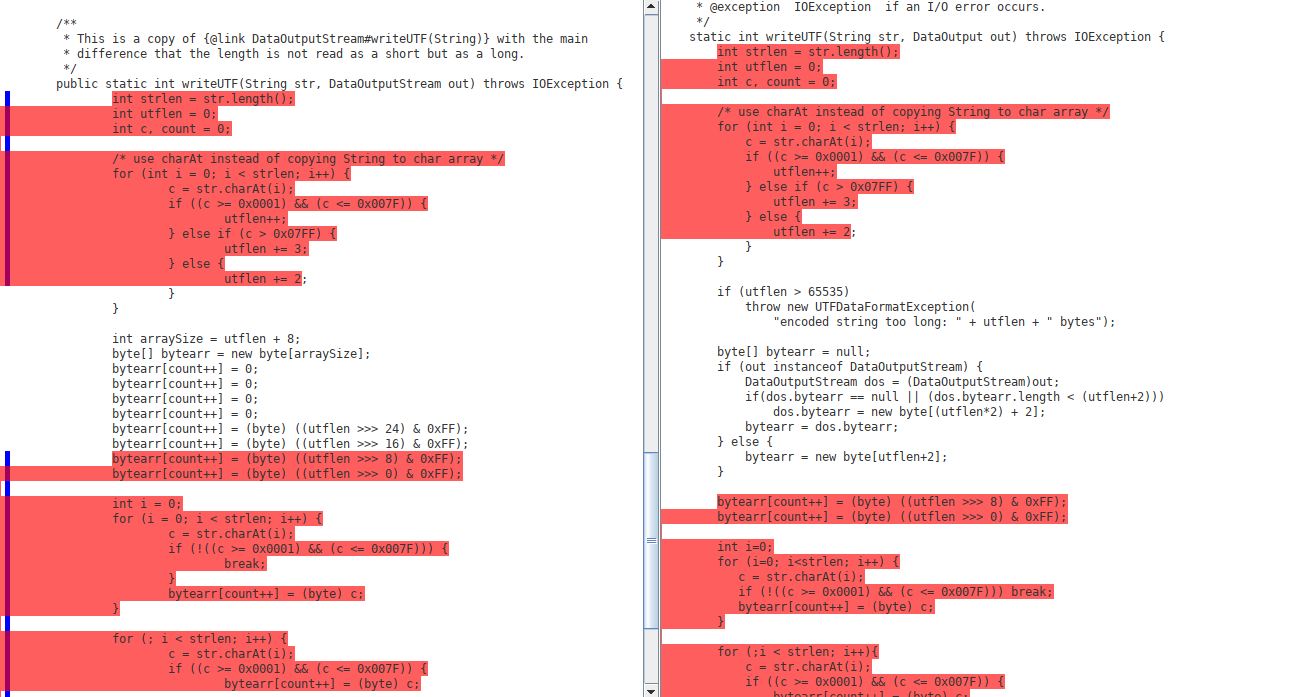 /**
 * This is a copy of {@link DataOutputStream#writeUTF(String)} with the main
 * difference that the length is not read as a short but as a long.
 */
public static int writeUTF(String str, DataOutputStream out) throws IOException {
        int strlen = str.length();
        int utflen = 0;
        int c, count = 0;

        /* use charAt instead of copying String to char array */
        for (int i = 0; i < strlen; i++) {
                c = str.charAt(i);
                if ((c >= 0x0001) && (c <= 0x007F)) {
                        utflen++;
                } else if (c > 0x07FF) {
                        utflen += 3;
                } else {
                        utflen += 2;
                }
        }

        int arraySize = utflen + 8;
        byte[] bytearr = new byte[arraySize];
        bytearr[count++] = 0;
        bytearr[count++] = 0;
        bytearr[count++] = 0;
        bytearr[count++] = 0;
        bytearr[count++] = (byte) ((utflen >>> 24) & 0xFF);
        bytearr[count++] = (byte) ((utflen >>> 16) & 0xFF);
        bytearr[count++] = (byte) ((utflen >>> 8) & 0xFF);
        bytearr[count++] = (byte) ((utflen >>> 0) & 0xFF);

        int i = 0;
        for (i = 0; i < strlen; i++) {
                c = str.charAt(i);
                if (!((c >= 0x0001) && (c <= 0x007F))) {
                        break;
                }
                bytearr[count++] = (byte) c;
        }

        for (; i < strlen; i++) {
                c = str.charAt(i);
                if ((c >= 0x0001) && (c <= 0x007F)) {
                        bytearr[count++] = (byte) c;
 * @exception  IOException  if an I/O error occurs.
 */
static int writeUTF(String str, DataOutput out) throws IOException {
    int strlen = str.length();
    int utflen = 0;
    int c, count = 0;

    /* use charAt instead of copying String to char array */
    for (int i = 0; i < strlen; i++) {
        c = str.charAt(i);
        if ((c >= 0x0001) && (c <= 0x007F)) {
            utflen++;
        } else if (c > 0x07FF) {
            utflen += 3;
        } else {
            utflen += 2;
        }
    }

    if (utflen > 65535)
        throw new UTFDataFormatException(
            "encoded string too long: " + utflen + " bytes");

    byte[] bytearr = null;
    if (out instanceof DataOutputStream) {
        DataOutputStream dos = (DataOutputStream)out;
        if(dos.bytearr == null || (dos.bytearr.length < (utflen+2)))
            dos.bytearr = new byte[(utflen*2) + 2];
        bytearr = dos.bytearr;
    } else {
        bytearr = new byte[utflen+2];
    }

    bytearr[count++] = (byte) ((utflen >>> 8) & 0xFF);
    bytearr[count++] = (byte) ((utflen >>> 0) & 0xFF);

    int i=0;
    for (i=0; i<strlen; i++) {
       c = str.charAt(i);
       if (!((c >= 0x0001) && (c <= 0x007F))) break;
       bytearr[count++] = (byte) c;
    }

    for (;i < strlen; i++){
        c = str.charAt(i);
        if ((c >= 0x0001) && (c <= 0x007F)) {
            bytearr[count++] = (byte) c;